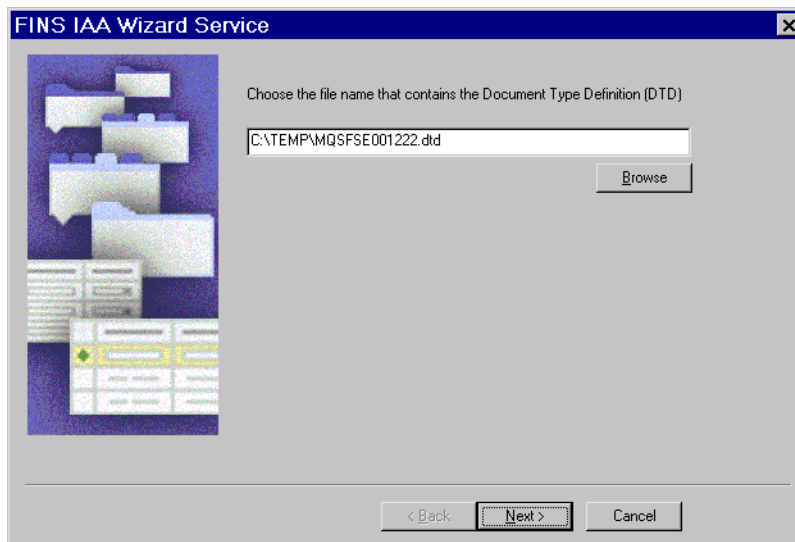 FINS IAA Wizard Service
Choose the file name that contains the Document Type Definition (DTD)
C:\TEMP\MQSFSE001222.dtd
Browse
< Back
Next >
Cancel